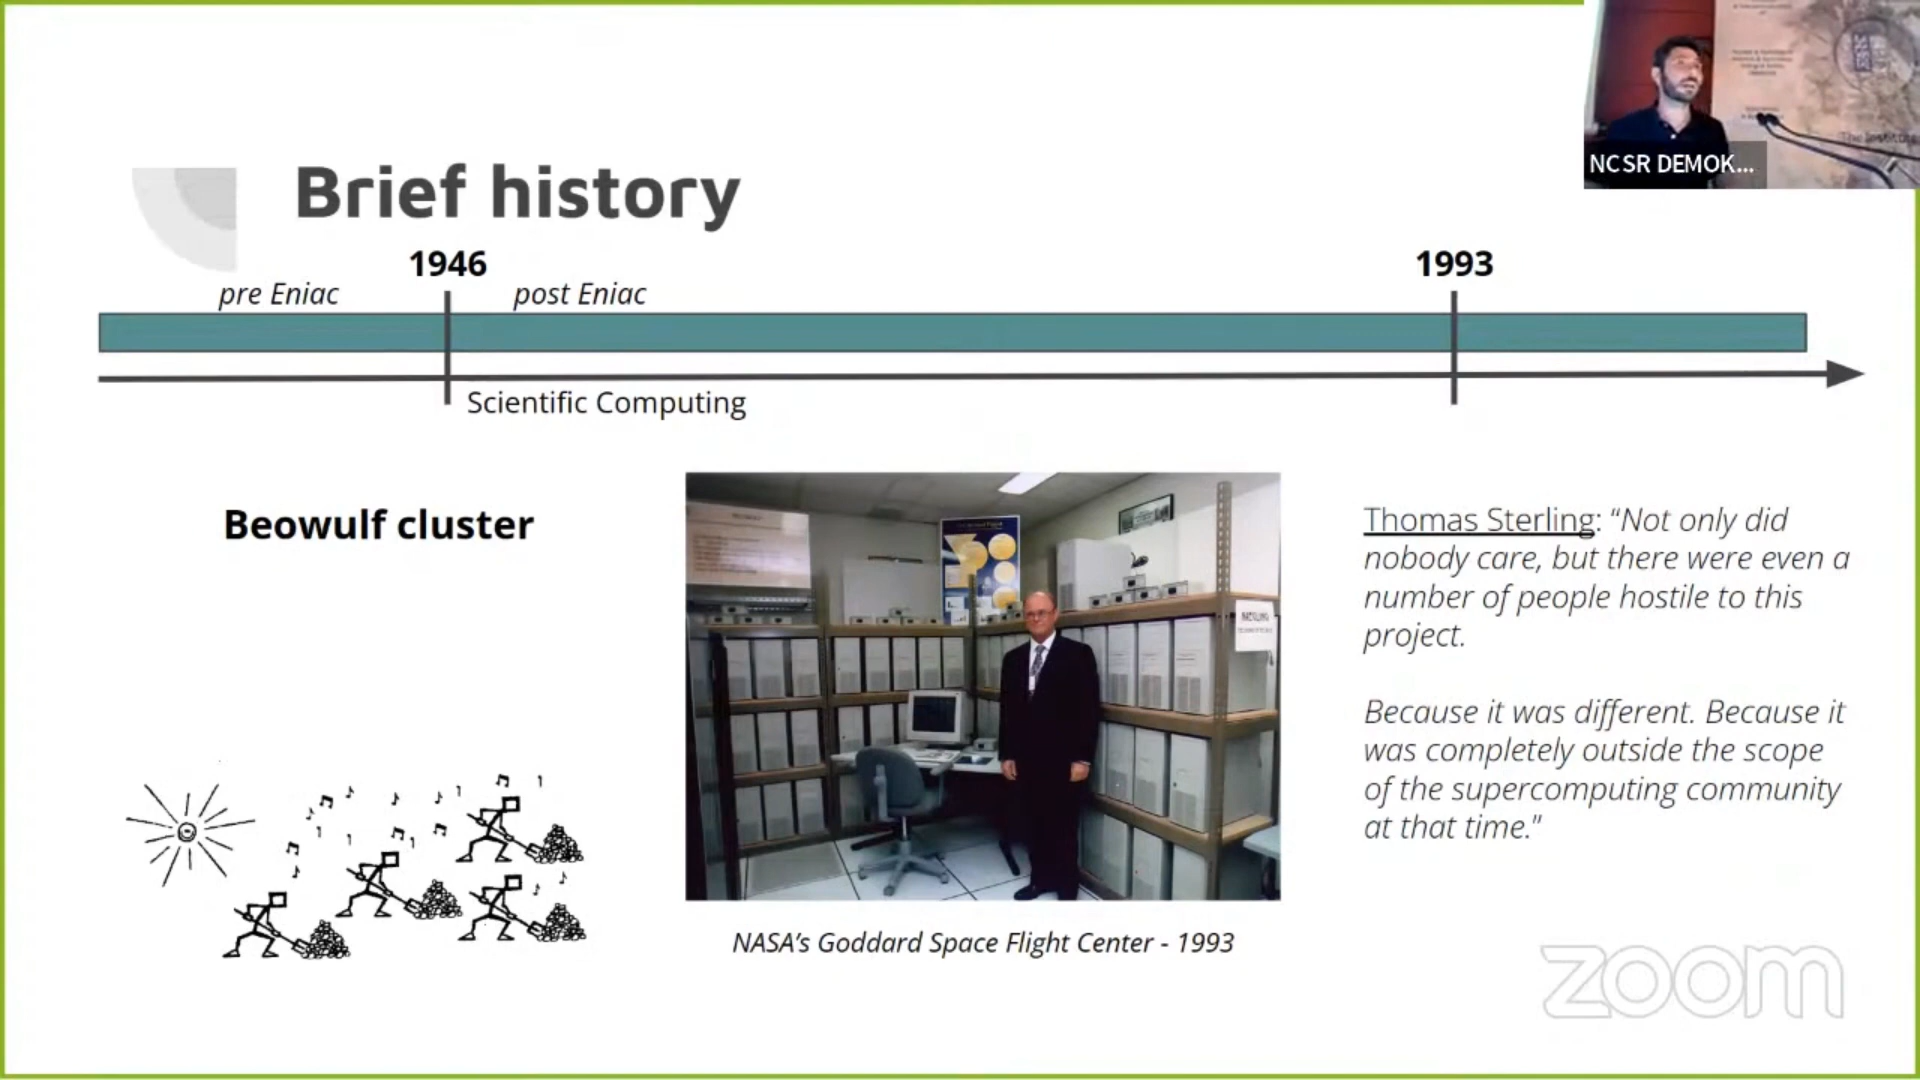 NCSR DEMOK...
Brief history
1946
1993
pre Eniac
post Eniac
Scientific Computing
Beowulf cluster
Thomas Sterling: “Not only did
nobody care, but there were even a
number of people hostile to this
project.
Because it was different. Because it
was completely outside the scope
of the supercomputing community
at that time."
NASA’s Goddard Space Flight Center - 1993
zoom